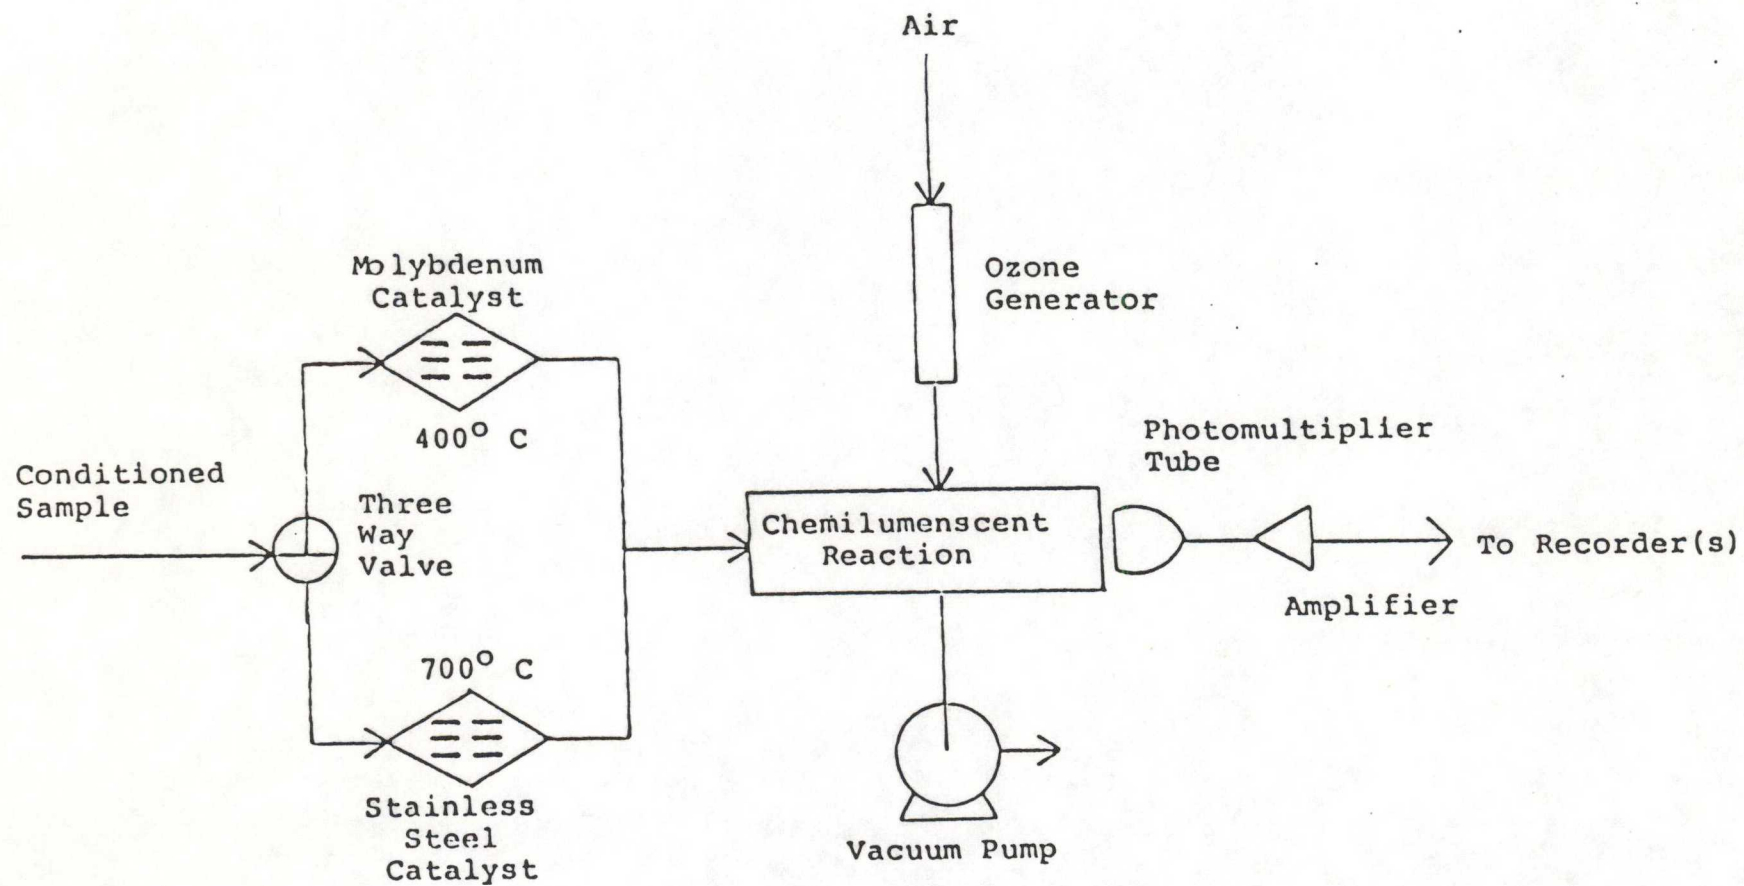 Air
Molybdenum
Catalyst
Ozone
Generator
400° C
Photomultiplier
Tube
Conditioned
Sample
Three
Way
Valve
Chemilumenscent
Reaction
To Recorder(s)
Amplifier
700° C
Stainless
Steel
Catalyst
Vacuum Pump